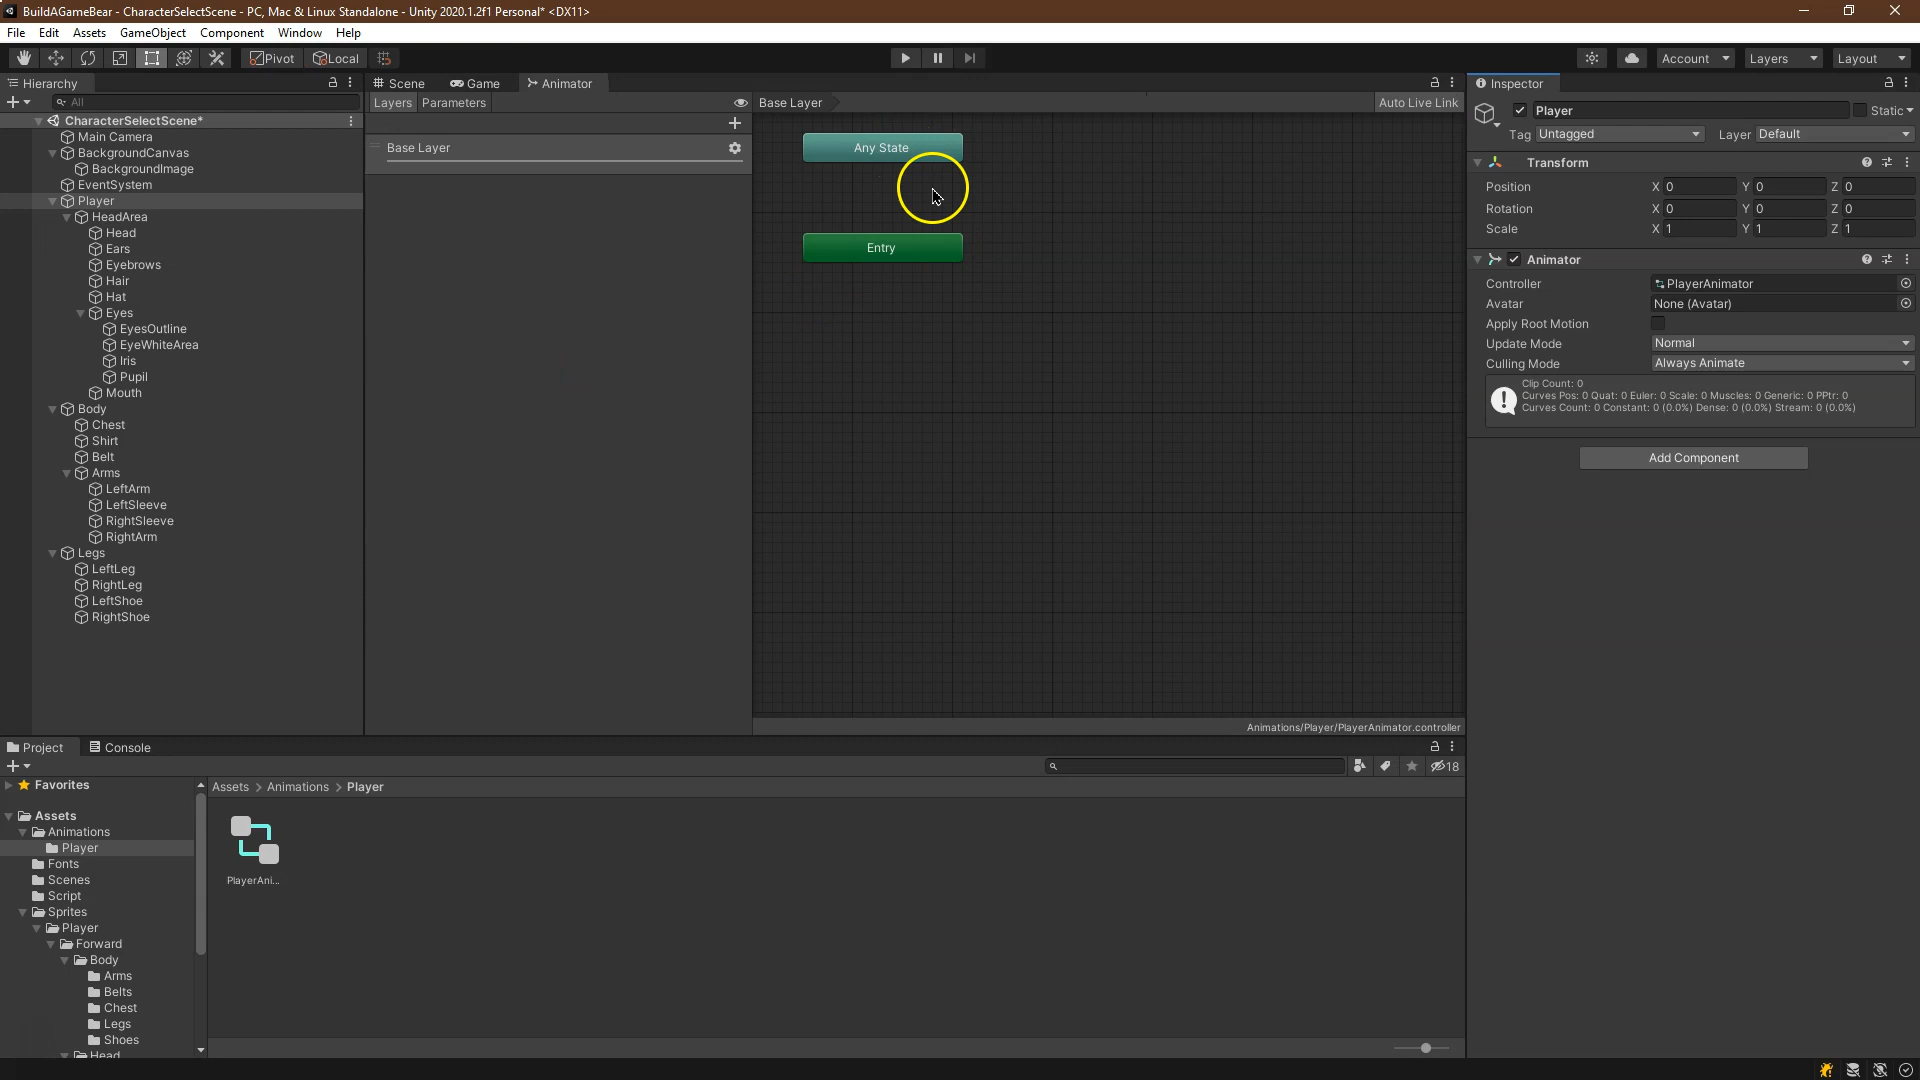 BuildAGameBear - CharacterSelectScene - PC, Mac & Linux Standalone - Unity 2020.1.2f1 Personal* <DX11>
File Edit Assets GameObject Component Window Help
Pivot Local Account Layers Layout
Hierarchy
All
CharacterSelectScene*
Main Camera
BackgroundCanvas
BackgroundImage
EventSystem
Player
HeadArea
Head
Ears
Eyebrows
Hair
Hat
Eyes
EyesOutline
EyeWhiteArea
Iris
Pupil
Mouth
Body
Chest
Shirt
Belt
Arms
LeftArm
LeftSleeve
RightSleeve
RightArm
Legs
LeftLeg
RightLeg
LeftShoe
RightShoe
Scene Game Animator
Layers Parameters
Base Layer
Base Layer Auto Live Link
Any State
Entry
Animations/Player/PlayerAnimator.controller
Inspector
Player Static
Tag Untagged Layer Default
Transform
Position X 0 Y 0 Z 0
Rotation X 0 Y 0 Z 0
Scale X 1 Y 1 Z 1
Animator
Controller PlayerAnimator
Avatar None (Avatar)
Apply Root Motion
Update Mode Normal
Culling Mode Always Animate
Clip Count: 0
Curves Pos: 0 Quat: 0 Euler: 0 Scale: 0 Muscles: 0 Generic: 0 PPtr: 0
Curves Count: 0 Constant: 0 (0.0%) Dense: 0 (0.0%) Stream: 0 (0.0%)
Add Component
Project Console
18
Favorites
Assets
Animations
Player
Fonts
Scenes
Script
Sprites
Player
Forward
Body
Arms
Belts
Chest
Legs
Shoes
Head
Assets > Animations > Player
PlayerAni...